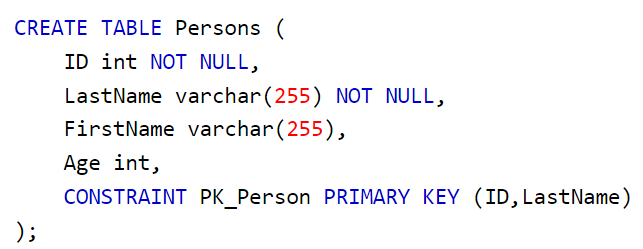 CREATE TABLE Persons (
    ID int NOT NULL,
    LastName varchar(255) NOT NULL,
    FirstName varchar(255),
    Age int,
    CONSTRAINT PK_Person PRIMARY KEY (ID,LastName)
);